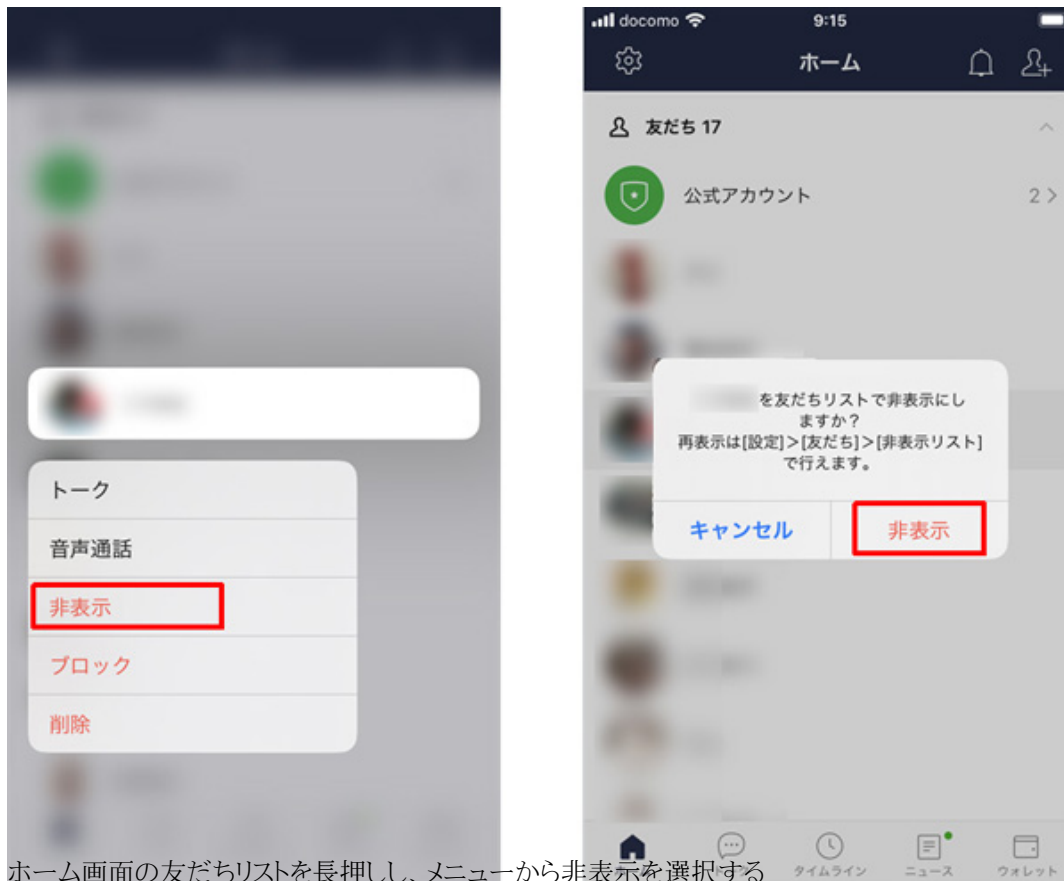 トーク
音声通話
非表示
ブロック
削除
docomo
9:15
ホーム
友だち 17
公式アカウント
2 >
を友だちリストで非表示にし
ますか？
再表示は[設定]>[友だち]>[非表示リスト]
で行えます。
キャンセル
非表示
タイムライン
ニュース
ウォレット
ホーム画面の友だちリストを長押しし、メニューから非表示を選択する